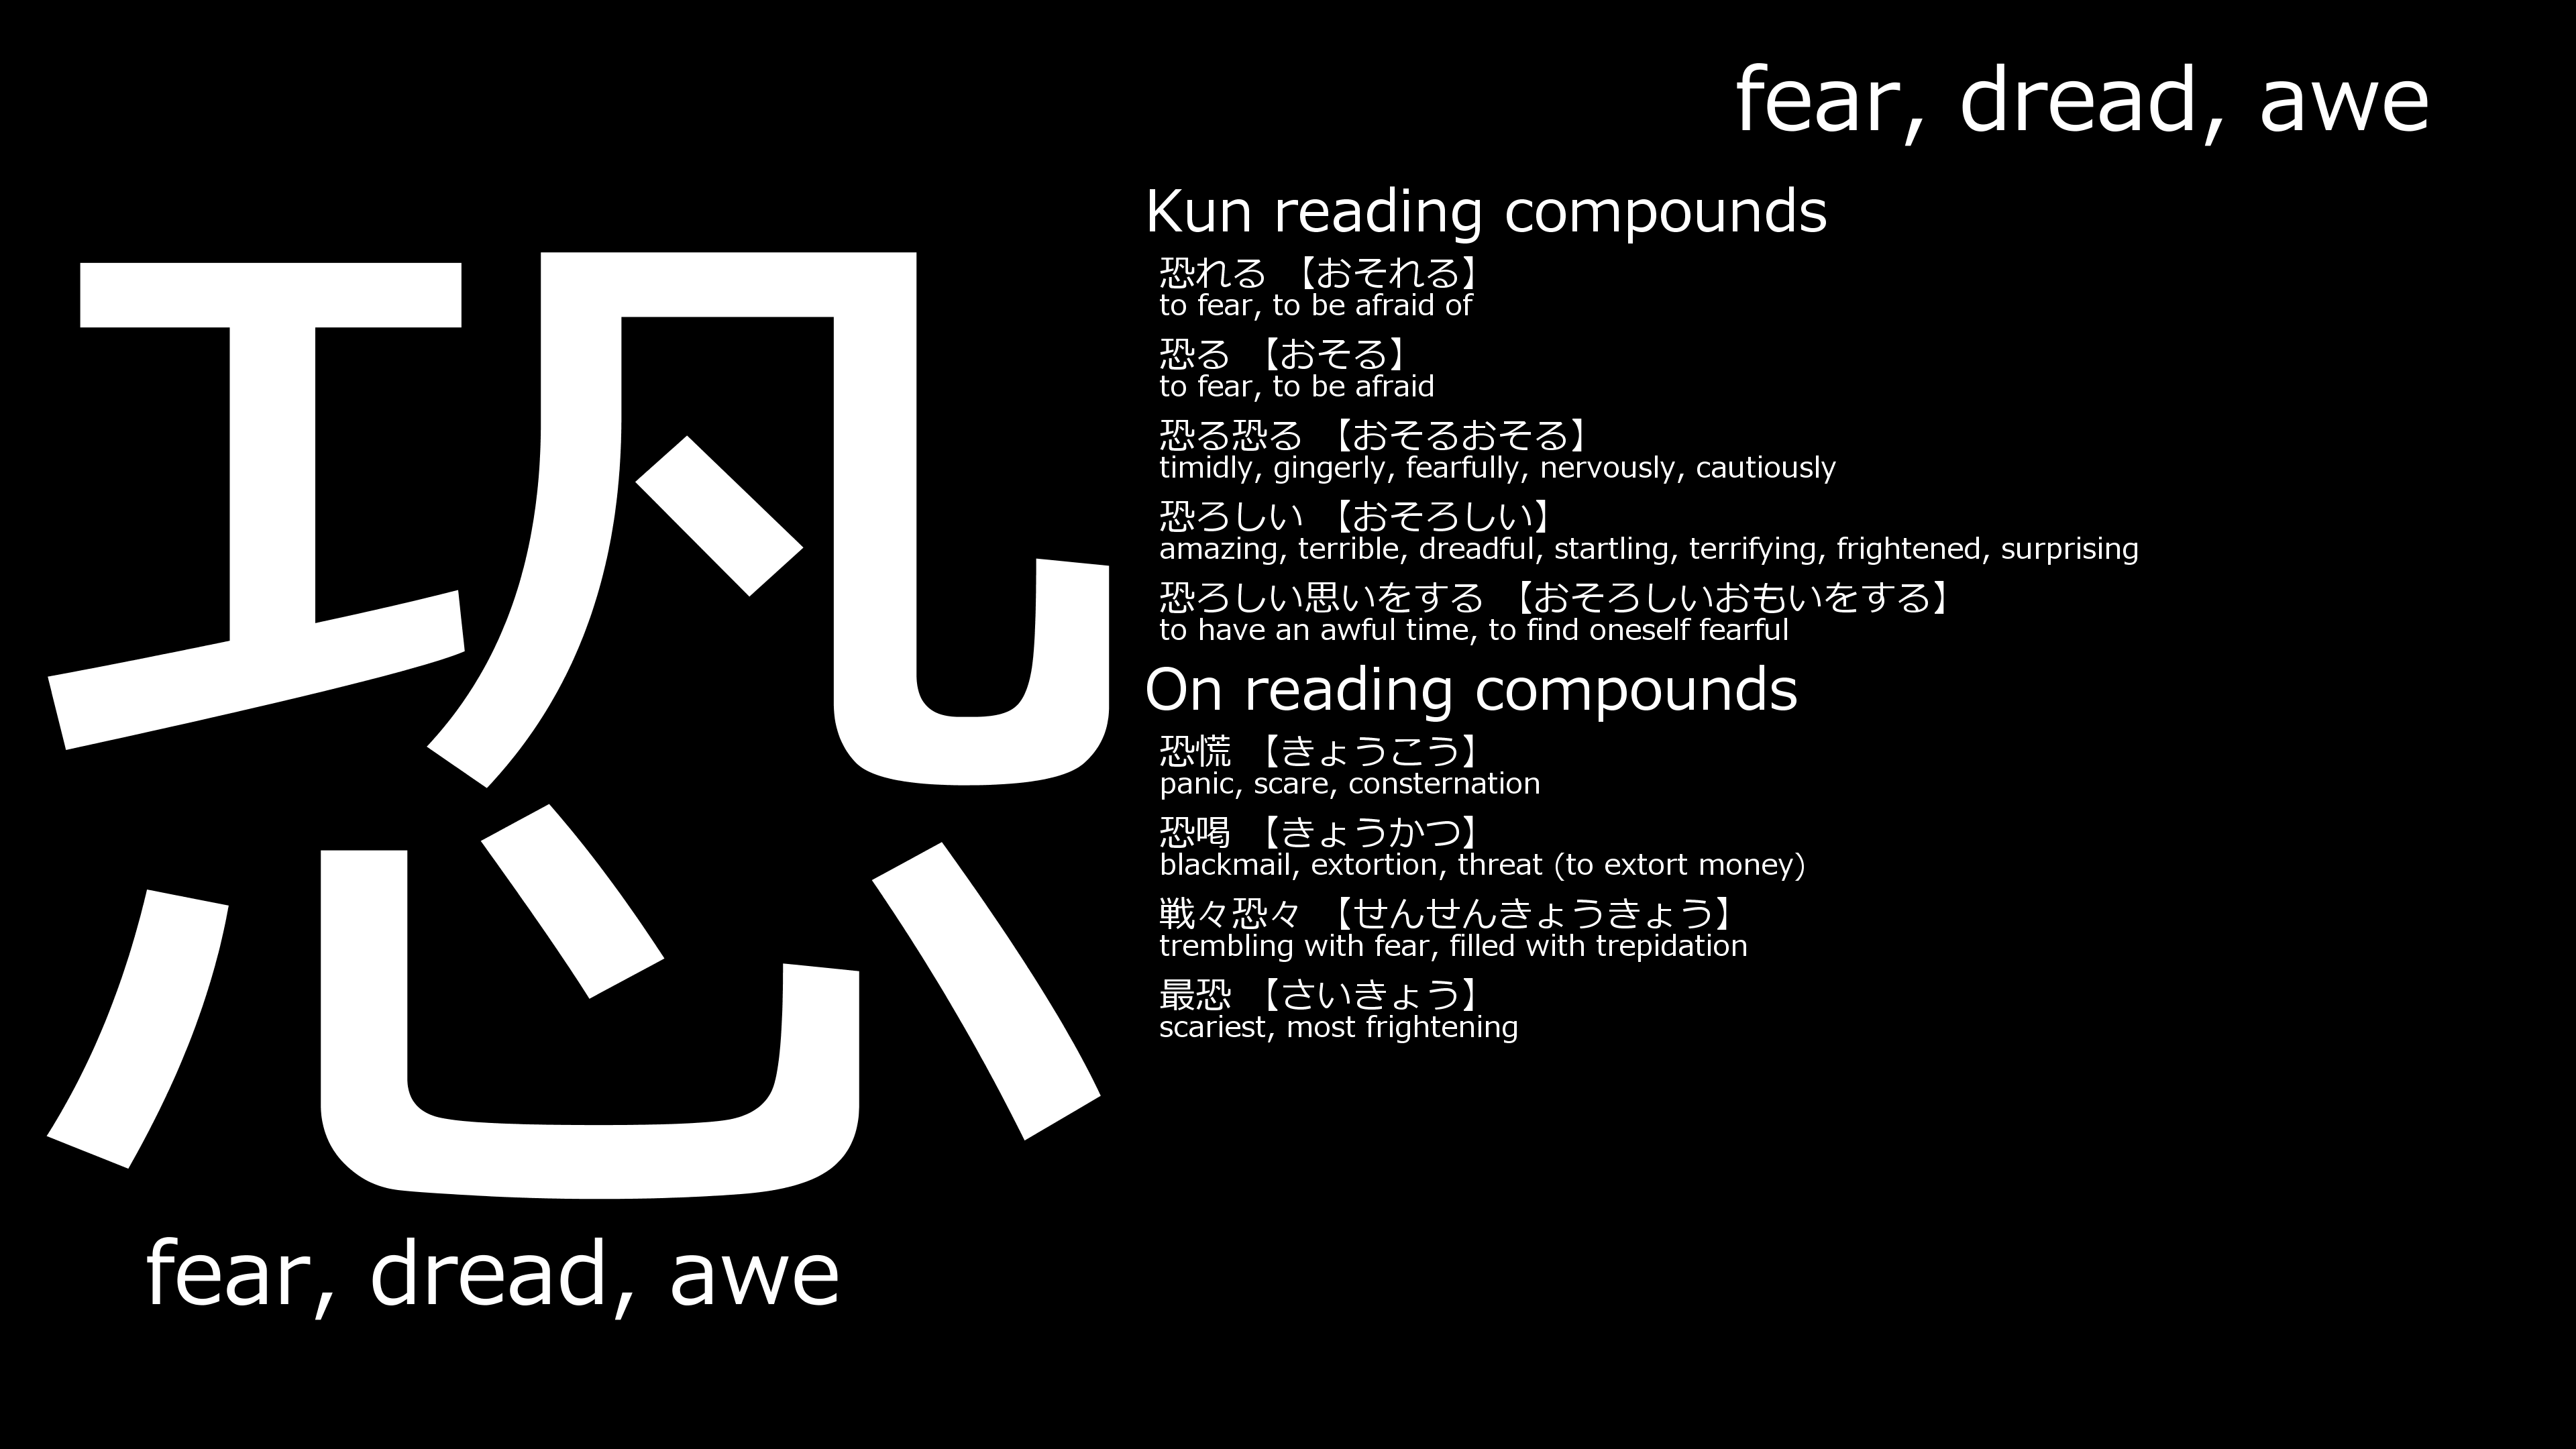 fear, dread, awe
恐
fear, dread, awe
Kun reading compounds
恐れる 【おそれる】
to fear, to be afraid of
恐る 【おそる】
to fear, to be afraid
恐る恐る 【おそるおそる】
timidly, gingerly, fearfully, nervously, cautiously
恐ろしい 【おそろしい】
amazing, terrible, dreadful, startling, terrifying, frightened, surprising
恐ろしい思いをする 【おそろしいおもいをする】
to have an awful time, to find oneself fearful
On reading compounds
恐慌 【きょうこう】
panic, scare, consternation
恐喝 【きょうかつ】
blackmail, extortion, threat (to extort money)
戦々恐々 【せんせんきょうきょう】
trembling with fear, filled with trepidation
最恐 【さいきょう】
scariest, most frightening